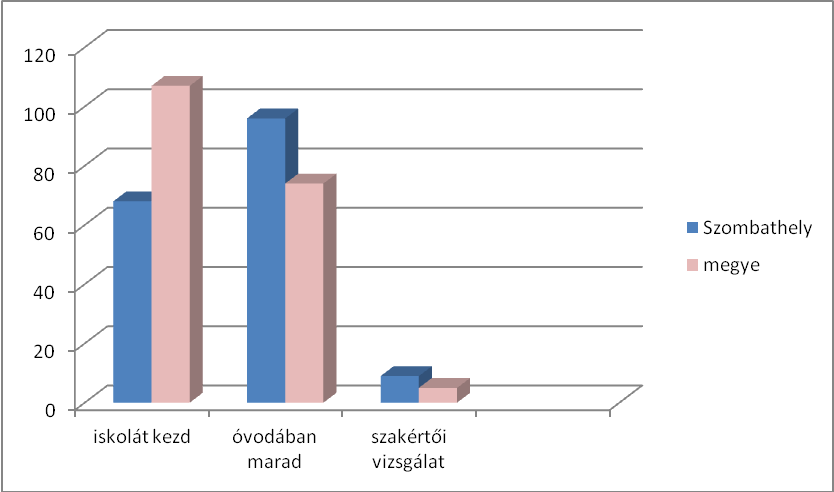 120
100
80
60
40
20
0
iskolát kezd
óvodában
marad
szakértői
vizsgálat
Szombathely
megye